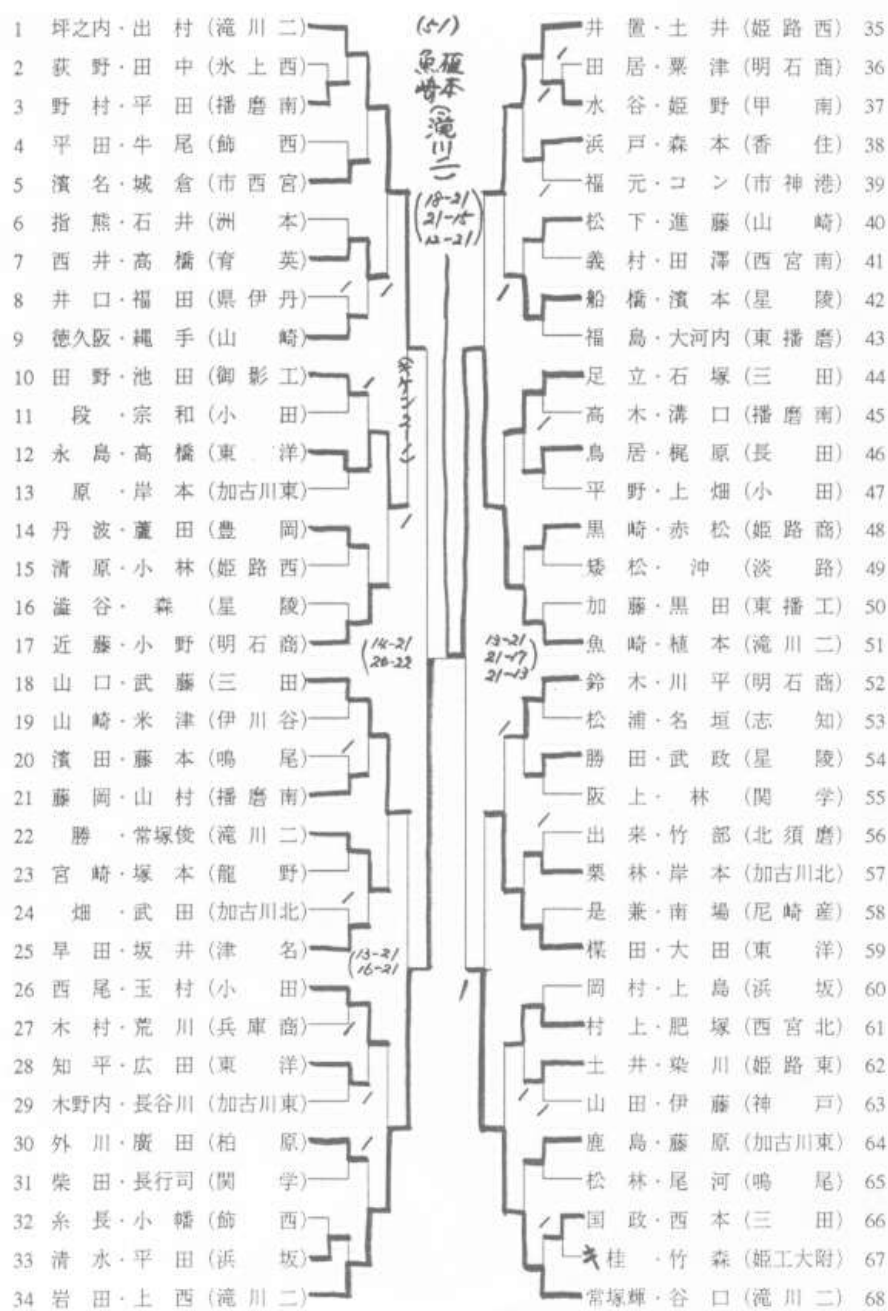 1 坪之内・出 村 (滝 川 二)
2 荻 野・田 中 (氷 上 西)
3 野 村・平 田 (播 磨 南)
4 平 田・牛 尾 (飾 西)
5 濱 名・城 倉 (市 西 宮)
6 指 熊・石 井 (洲 本)
7 西 井・高 橋 (育 英)
8 井 口・福 田 (県 伊 丹)
9 徳久阪・縄 手 (山 崎)
10 田 野・池 田 (御 影 工)
11 段 ・宗 和 (小 田)
12 永 島・高 橋 (東 洋)
13 原 ・岸 本 (加古川東)
14 丹 波・蘆 田 (豊 岡)
15 清 原・小 林 (姫 路 西)
16 澁 谷・ 森 (星 陵)
17 近 藤・小 野 (明 石 商)
18 山 口・武 藤 (三 田)
19 山 崎・米 津 (伊 川 谷)
20 濱 田・藤 本 (鳴 尾)
21 藤 岡・山 村 (播 磨 南)
22 勝 ・常塚俊 (滝 川 二)
23 宮 崎・塚 本 (龍 野)
24 畑 ・武 田 (加古川北)
25 早 田・坂 井 (津 名)
26 西 尾・玉 村 (小 田)
27 木 村・荒 川 (兵 庫 商)
28 知 平・広 田 (東 洋)
29 木野内・長谷川 (加古川東)
30 外 川・廣 田 (柏 原)
31 柴 田・長行司 (関 学)
32 糸 長・小 幡 (飾 西)
33 清 水・平 田 (浜 坂)
34 岩 田・上 西 (滝 川 二)
(51)
魚崎 植本
(滝川二)
18-21
21-15
12-21
(キケン 2-1)
14-21
20-22
13-21
21-17
21-13
13-21
16-21
井 置・土 井 (姫 路 西) 35
田 居・粟 津 (明 石 商) 36
水 谷・姫 野 (甲 南) 37
浜 戸・森 本 (香 住) 38
福 元・コ ン (市 神 港) 39
松 下・進 藤 (山 崎) 40
義 村・田 澤 (西 宮 南) 41
船 橋・濱 本 (星 陵) 42
福 島・大河内 (東 播 磨) 43
足 立・石 塚 (三 田) 44
高 木・溝 口 (播 磨 南) 45
鳥 居・梶 原 (長 田) 46
平 野・上 畑 (小 田) 47
黒 崎・赤 松 (姫 路 商) 48
矮 松・ 沖 (淡 路) 49
加 藤・黒 田 (東 播 工) 50
魚 崎・植 本 (滝 川 二) 51
鈴 木・川 平 (明 石 商) 52
松 浦・名 垣 (志 知) 53
勝 田・武 政 (星 陵) 54
阪 上・ 林 (関 学) 55
出 来・竹 部 (北 須 磨) 56
栗 林・岸 本 (加古川北) 57
是 兼・南 場 (尼 崎 産) 58
楳 田・大 田 (東 洋) 59
岡 村・上 島 (浜 坂) 60
村 上・肥 塚 (西 宮 北) 61
土 井・染 川 (姫 路 東) 62
山 田・伊 藤 (神 戸) 63
鹿 島・藤 原 (加古川東) 64
松 林・尾 河 (鳴 尾) 65
国 政・西 本 (三 田) 66
キ桂 ・竹 森 (姫工大附) 67
常塚輝・谷 口 (滝 川 二) 68